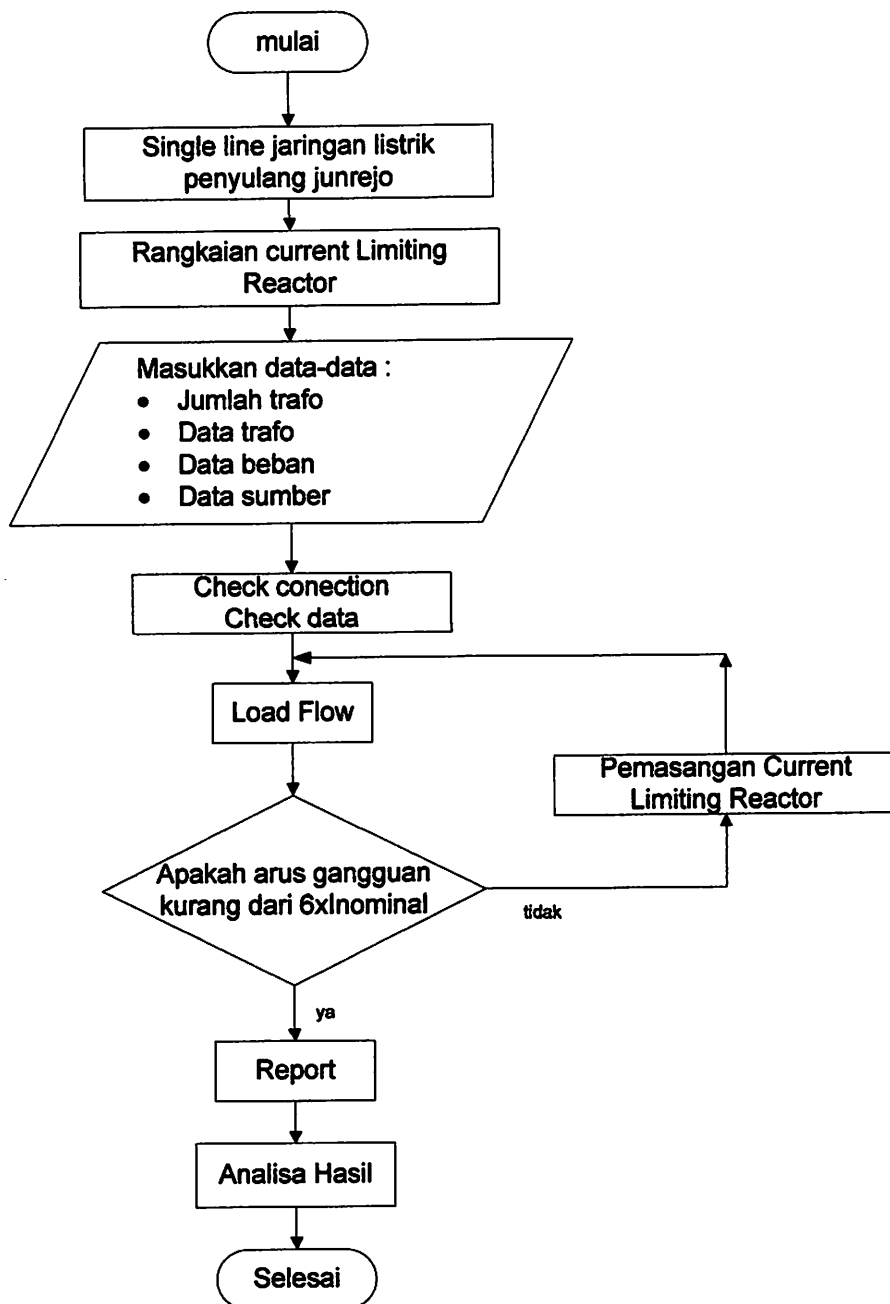 mulai
Single line jaringan listrik
penyulang junrejo
Rangkaian current Limiting
Reactor
Masukkan data-data :
• Jumlah trafo
• Data trafo
• Data beban
• Data sumber
Check conection
Check data
Load Flow
Pemasangan Current
Limiting Reactor
Apakah arus gangguan
kurang dari 6xInominal
tidak
ya
Report
Analisa Hasil
Selesai